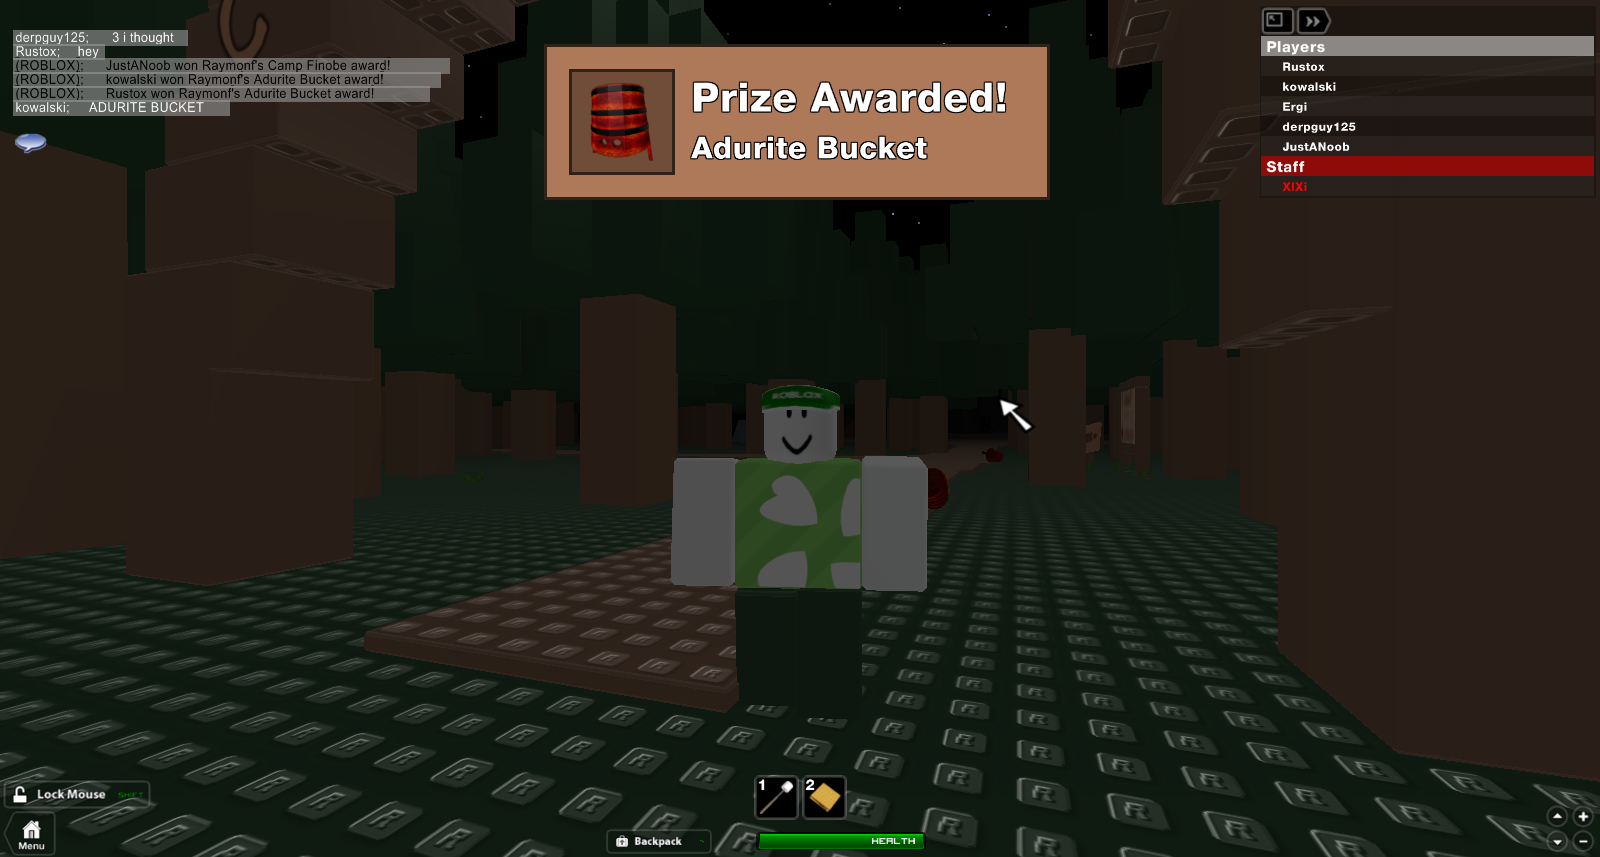 derpguy125; 3 i thought
Rustox; hey
(ROBLOX); JustANoob won Raymonf's Camp Finobe award!
(ROBLOX); kowalski won Raymonf's Adurite Bucket award!
(ROBLOX); Rustox won Raymonf's Adurite Bucket award!
kowalski; ADURITE BUCKET
Prize Awarded!
Adurite Bucket
Players
Rustox
kowalski
Ergi
derpguy125
JustANoob
Staff
XlXi
ROBLOX
1
2
Lock Mouse SHIFT
Menu
Backpack
HEALTH